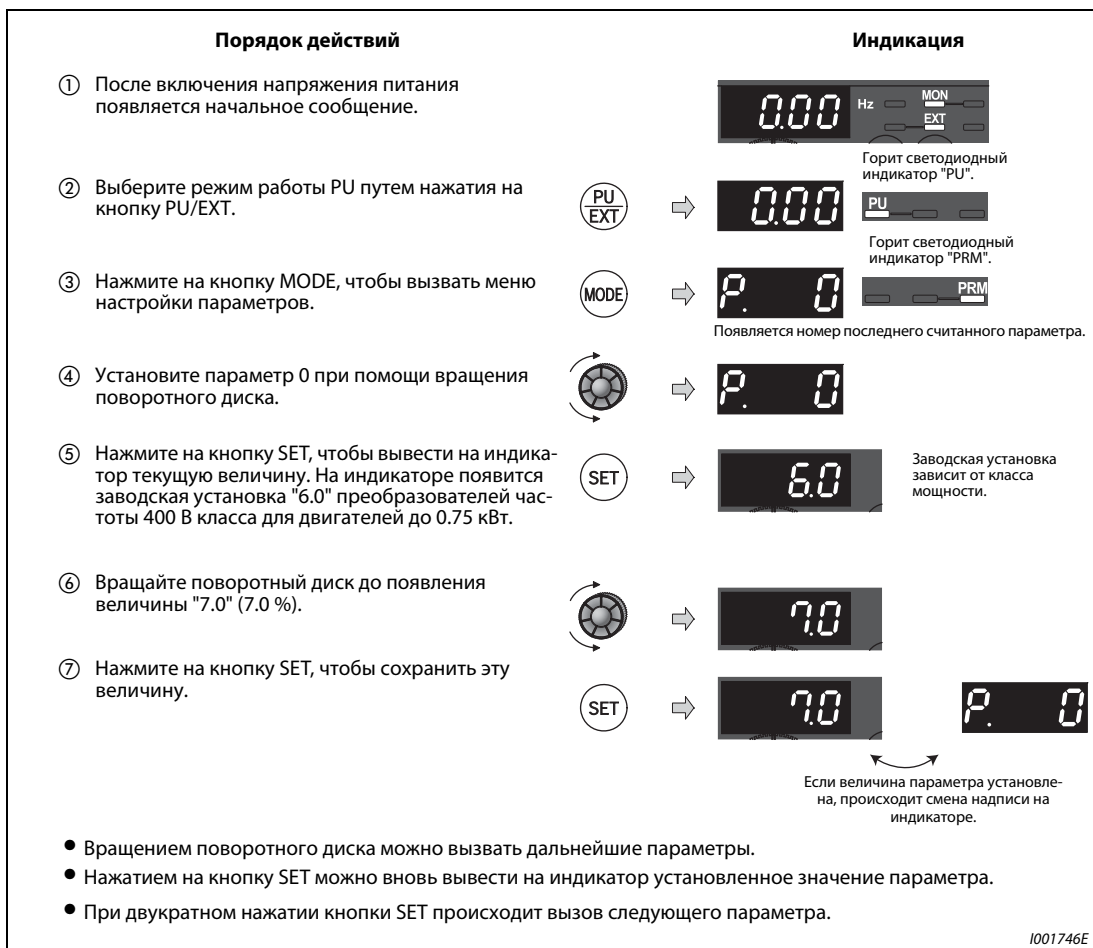 Порядок действий
Индикация
① После включения напряжения питания
появляется начальное сообщение.
0.00
Hz
MON
EXT
Горит светодиодный
индикатор "PU".
② Выберите режим работы PU путем нажатия на
кнопку PU/EXT.
PU
EXT
0.00
PU
Горит светодиодный
индикатор "PRM".
③ Нажмите на кнопку MODE, чтобы вызвать меню
настройки параметров.
MODE
P. 0
PRM
Появляется номер последнего считанного параметра.
④ Установите параметр 0 при помощи вращения
поворотного диска.
P. 0
⑤ Нажмите на кнопку SET, чтобы вывести на индика-
тор текущую величину. На индикаторе появится
заводская установка "6.0" преобразователей час-
тоты 400 В класса для двигателей до 0.75 кВт.
SET
6.0
Заводская установка
зависит от класса
мощности.
⑥ Вращайте поворотный диск до появления
величины "7.0" (7.0 %).
7.0
⑦ Нажмите на кнопку SET, чтобы сохранить эту
величину.
SET
7.0
P. 0
Если величина параметра установле-
на, происходит смена надписи на
индикаторе.
● Вращением поворотного диска можно вызвать дальнейшие параметры.
● Нажатием на кнопку SET можно вновь вывести на индикатор установленное значение параметра.
● При двукратном нажатии кнопки SET происходит вызов следующего параметра.
I001746E